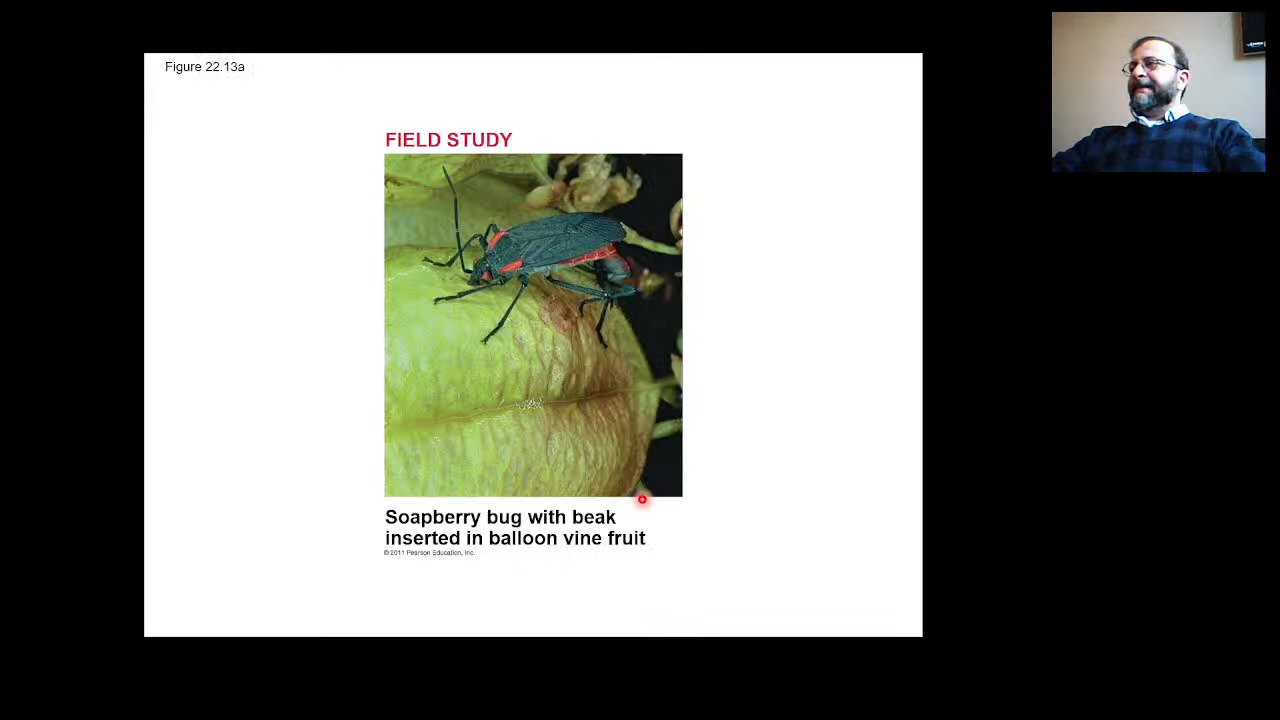 Figure 22.13a
FIELD STUDY
Soapberry bug with beak
inserted in balloon vine fruit
© 2011 Pearson Education, Inc.